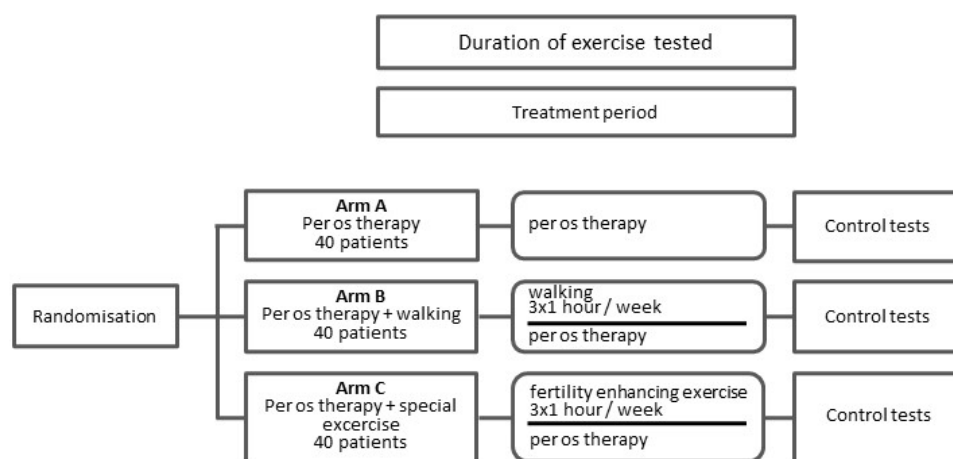 Duration of exercise tested
Treatment period
Randomisation
Arm A
Per os therapy
40 patients
per os therapy
Control tests
Arm B
Per os therapy + walking
40 patients
walking
3x1 hour / week
per os therapy
Control tests
Arm C
Per os therapy + special
excercise
40 patients
fertility enhancing exercise
3x1 hour / week
per os therapy
Control tests